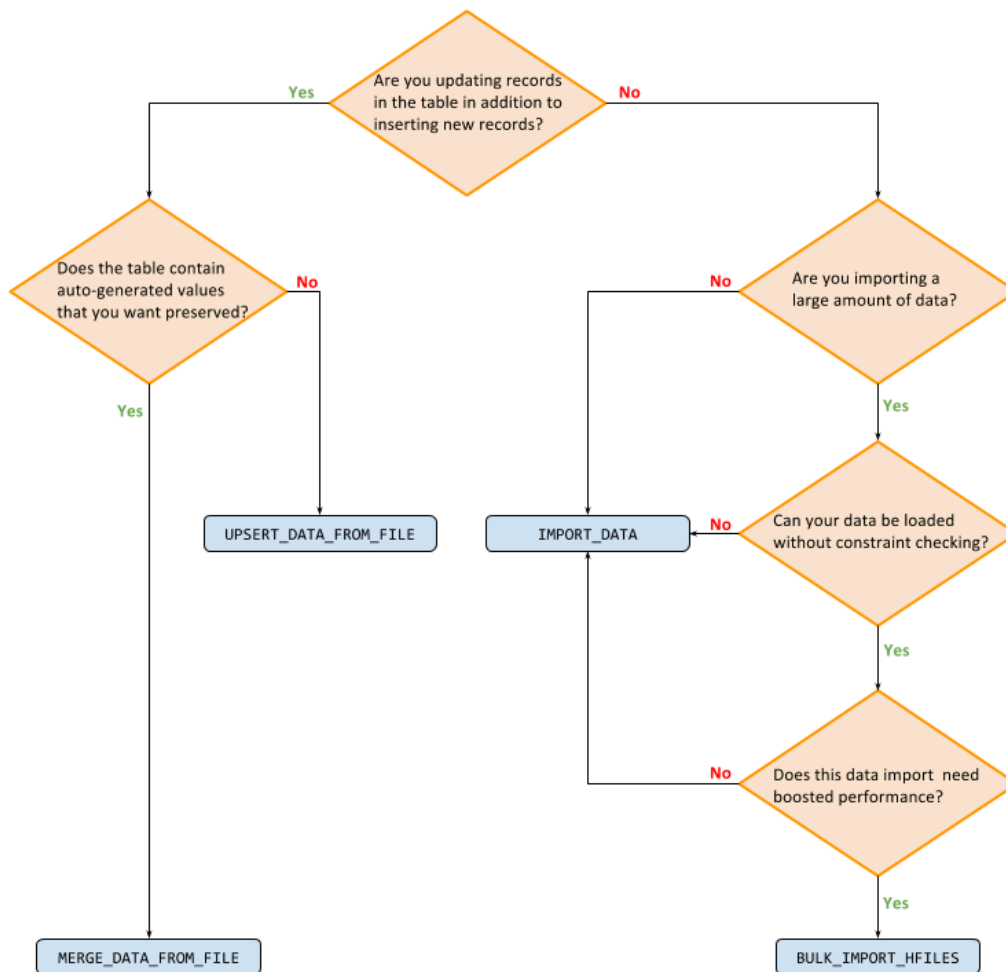 Are you updating records
in the table in addition to
inserting new records?
Yes
No
Does the table contain
auto-generated values
that you want preserved?
No
Yes
Are you importing a
large amount of data?
No
Yes
UPSERT_DATA_FROM_FILE
IMPORT_DATA
Can your data be loaded
without constraint checking?
No
Yes
Does this data import need
boosted performance?
No
Yes
MERGE_DATA_FROM_FILE
BULK_IMPORT_HFILES